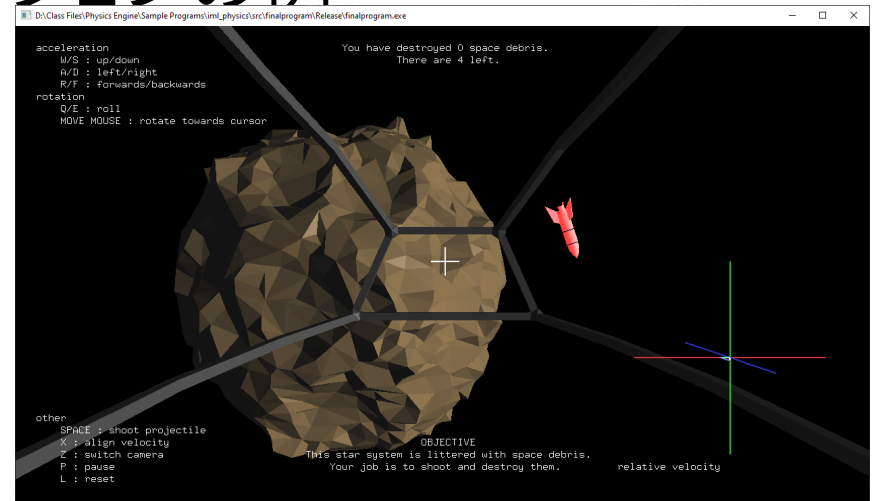 D:\Class Files\Physics Engine\Sample Programs\iml_physics\src\finalprogram\Release\finalprogram.exe
acceleration
W/S : up/down
A/D : left/right
R/F : forwards/backwards
rotation
Q/E : roll
MOVE MOUSE : rotate towards cursor
You have destroyed 0 space debris.
There are 4 left.
other
SPACE : shoot projectile
X : align velocity
Z : switch camera
P : pause
L : reset
OBJECTIVE
This star system is littered with space debris.
Your job is to shoot and destroy them.
relative velocity